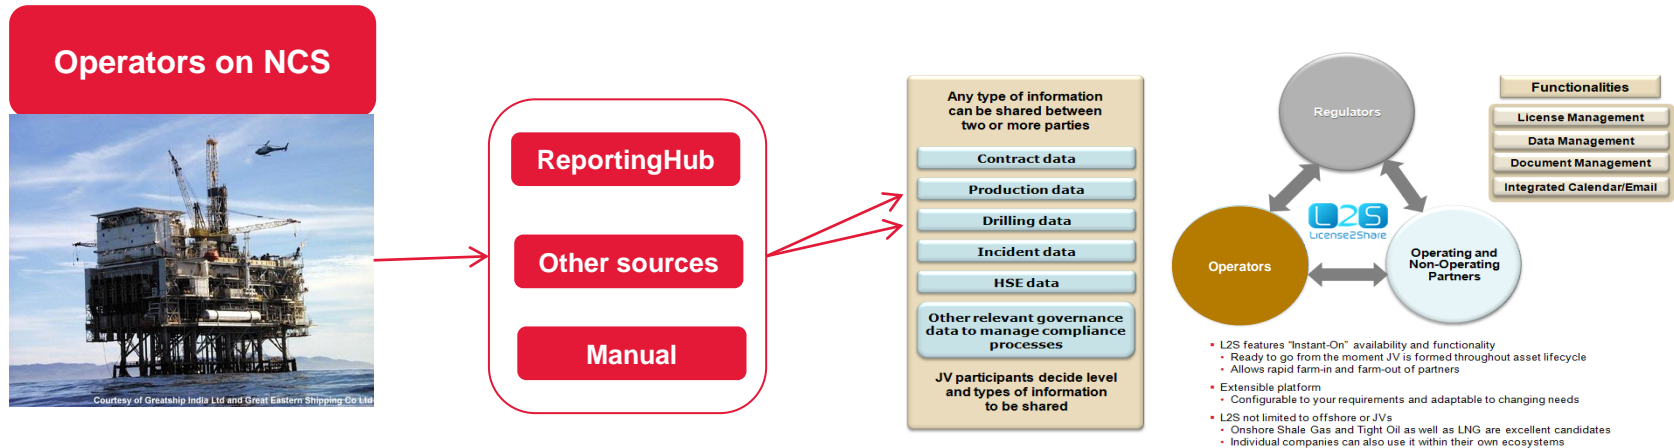 Operators on NCS
Courtesy of Greatship India Ltd and Great Eastern Shipping Co Ltd
ReportingHub
Other sources
Manual
Any type of information
can be shared between
two or more parties
Contract data
Production data
Drilling data
Incident data
HSE data
Other relevant governance
data to manage compliance
processes
JV participants decide level
and types of information
to be shared
Regulators
L2S
License2Share
Operators
Operating and
Non-Operating
Partners
Functionalities
License Management
Data Management
Document Management
Integrated Calendar/Email
▪ L2S features “Instant-On” availability and functionality
• Ready to go from the moment JV is formed throughout asset lifecycle
• Allows rapid farm-in and farm-out of partners
▪ Extensible platform
• Configurable to your requirements and adaptable to changing needs
▪ L2S not limited to offshore or JVs
• Onshore Shale Gas and Tight Oil as well as LNG are excellent candidates
• Individual companies can also use it within their own ecosystems